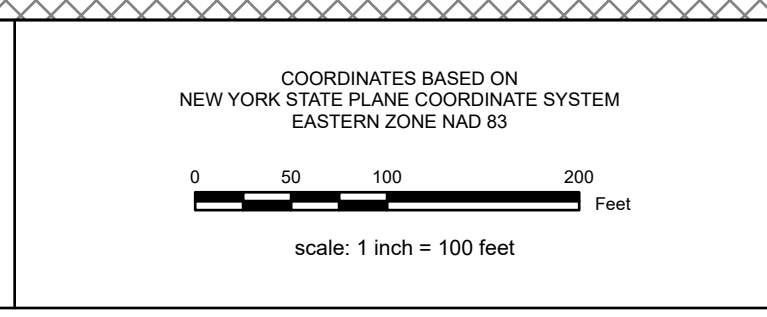 COORDINATES BASED ON
NEW YORK STATE PLANE COORDINATE SYSTEM
EASTERN ZONE NAD 83
0 50 100 200
Feet
scale: 1 inch = 100 feet